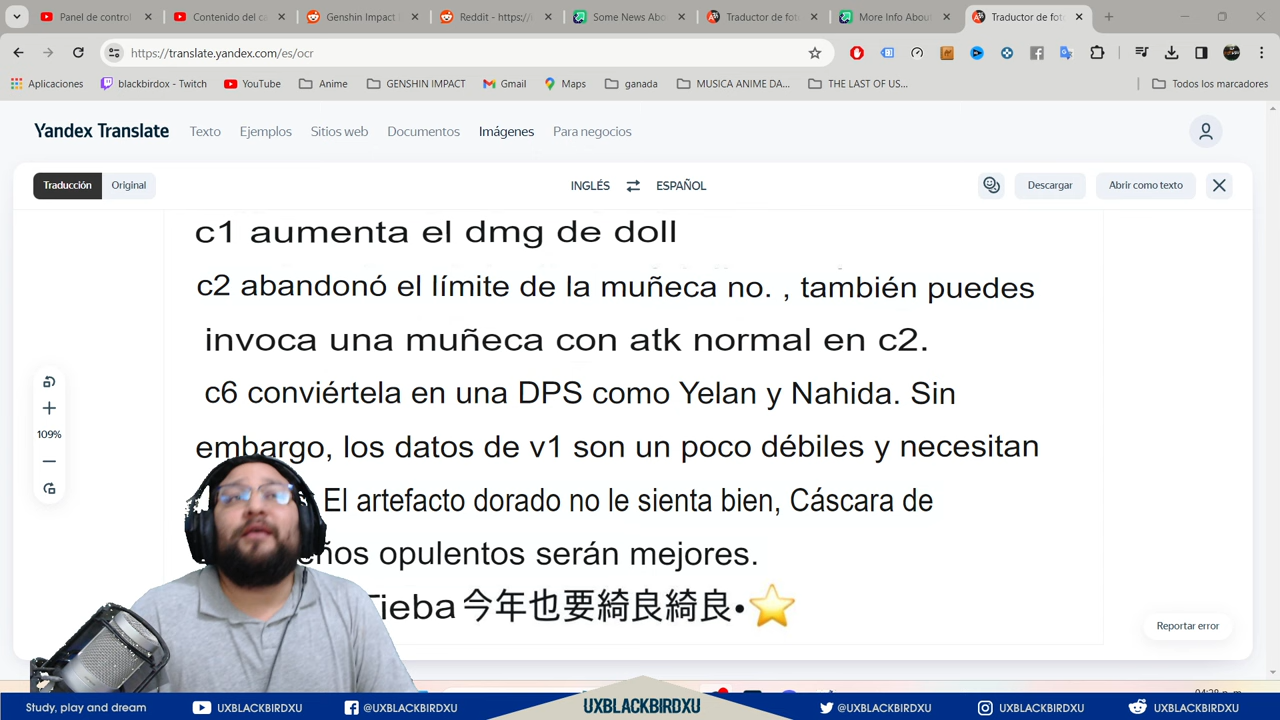 Panel de control
Contenido del ca
Genshin Impact
Reddit - https://
Some News Abo
Traductor de fot
More Info About
Traductor de fot
https://translate.yandex.com/es/ocr
Aplicaciones
blackbirdox - Twitch
YouTube
Anime
GENSHIN IMPACT
Gmail
Maps
ganada
MUSICA ANIME DA...
THE LAST OF US...
Todos los marcadores
Yandex Translate
Texto
Ejemplos
Sitios web
Documentos
Imágenes
Para negocios
Traducción
Original
INGLÉS
ESPAÑOL
Descargar
Abrir como texto
c1 aumenta el dmg de doll
c2 abandonó el límite de la muñeca no. , también puedes
invoca una muñeca con atk normal en c2.
c6 conviértela en una DPS como Yelan y Nahida. Sin
embargo, los datos de v1 son un poco débiles y necesitan
El artefacto dorado no le sienta bien, Cáscara de
opulentos serán mejores.
Tieba 今年也要綺良綺良•⭐
109%
Reportar error
Study, play and dream
UXBLACKBIRDXU
@UXBLACKBIRDXU
UXBLACKBIRDXU
@UXBLACKBIRDXU
UXBLACKBIRDXU
UXBLACKBIRDXU